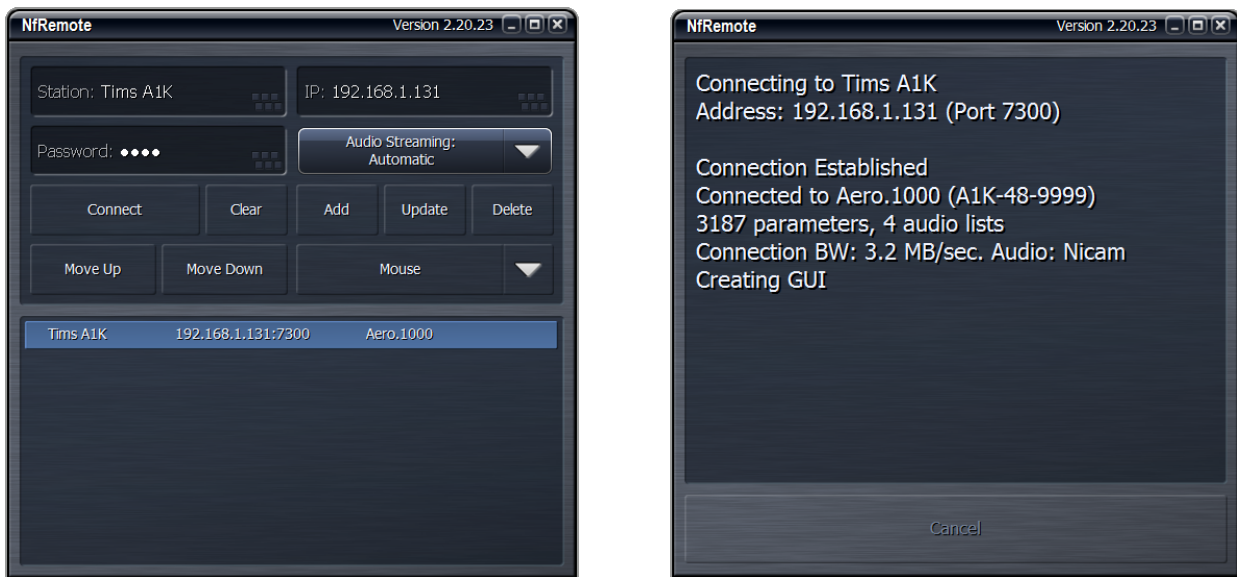 NfRemote Version 2.20.23
Station: Tims A1K IP: 192.168.1.131
Password: ●●●● Audio Streaming:
Automatic
Connect Clear Add Update Delete
Move Up Move Down Mouse
Tims A1K 192.168.1.131:7300 Aero.1000
NfRemote Version 2.20.23
Connecting to Tims A1K
Address: 192.168.1.131 (Port 7300)
Connection Established
Connected to Aero.1000 (A1K-48-9999)
3187 parameters, 4 audio lists
Connection BW: 3.2 MB/sec. Audio: Nicam
Creating GUI
Cancel